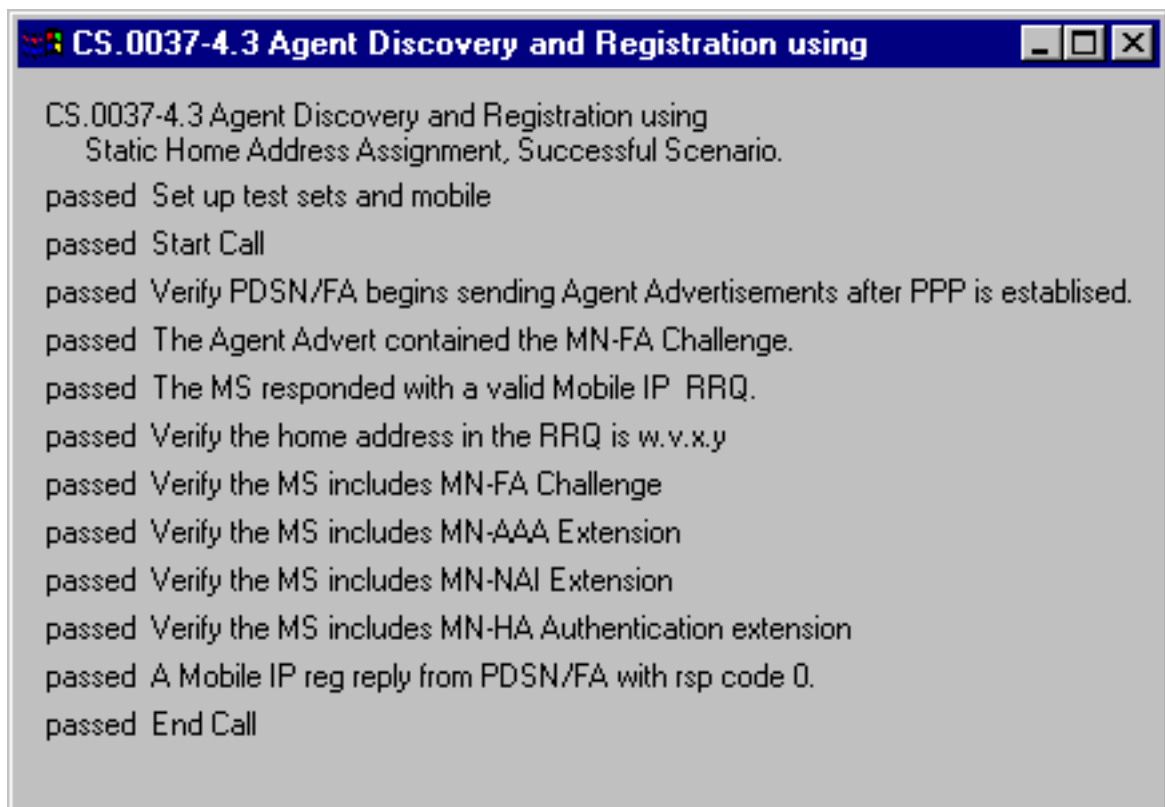 CS.0037-4.3 Agent Discovery and Registration using
CS.0037-4.3 Agent Discovery and Registration using
Static Home Address Assignment, Successful Scenario.
passed Set up test sets and mobile
passed Start Call
passed Verify PDSN/FA begins sending Agent Advertisements after PPP is establised.
passed The Agent Advert contained the MN-FA Challenge.
passed The MS responded with a valid Mobile IP  RRQ.
passed Verify the home address in the RRQ is w.v.x.y
passed Verify the MS includes MN-FA Challenge
passed Verify the MS includes MN-AAA Extension
passed Verify the MS includes MN-NAI Extension
passed Verify the MS includes MN-HA Authentication extension
passed A Mobile IP reg reply from PDSN/FA with rsp code 0.
passed End Call